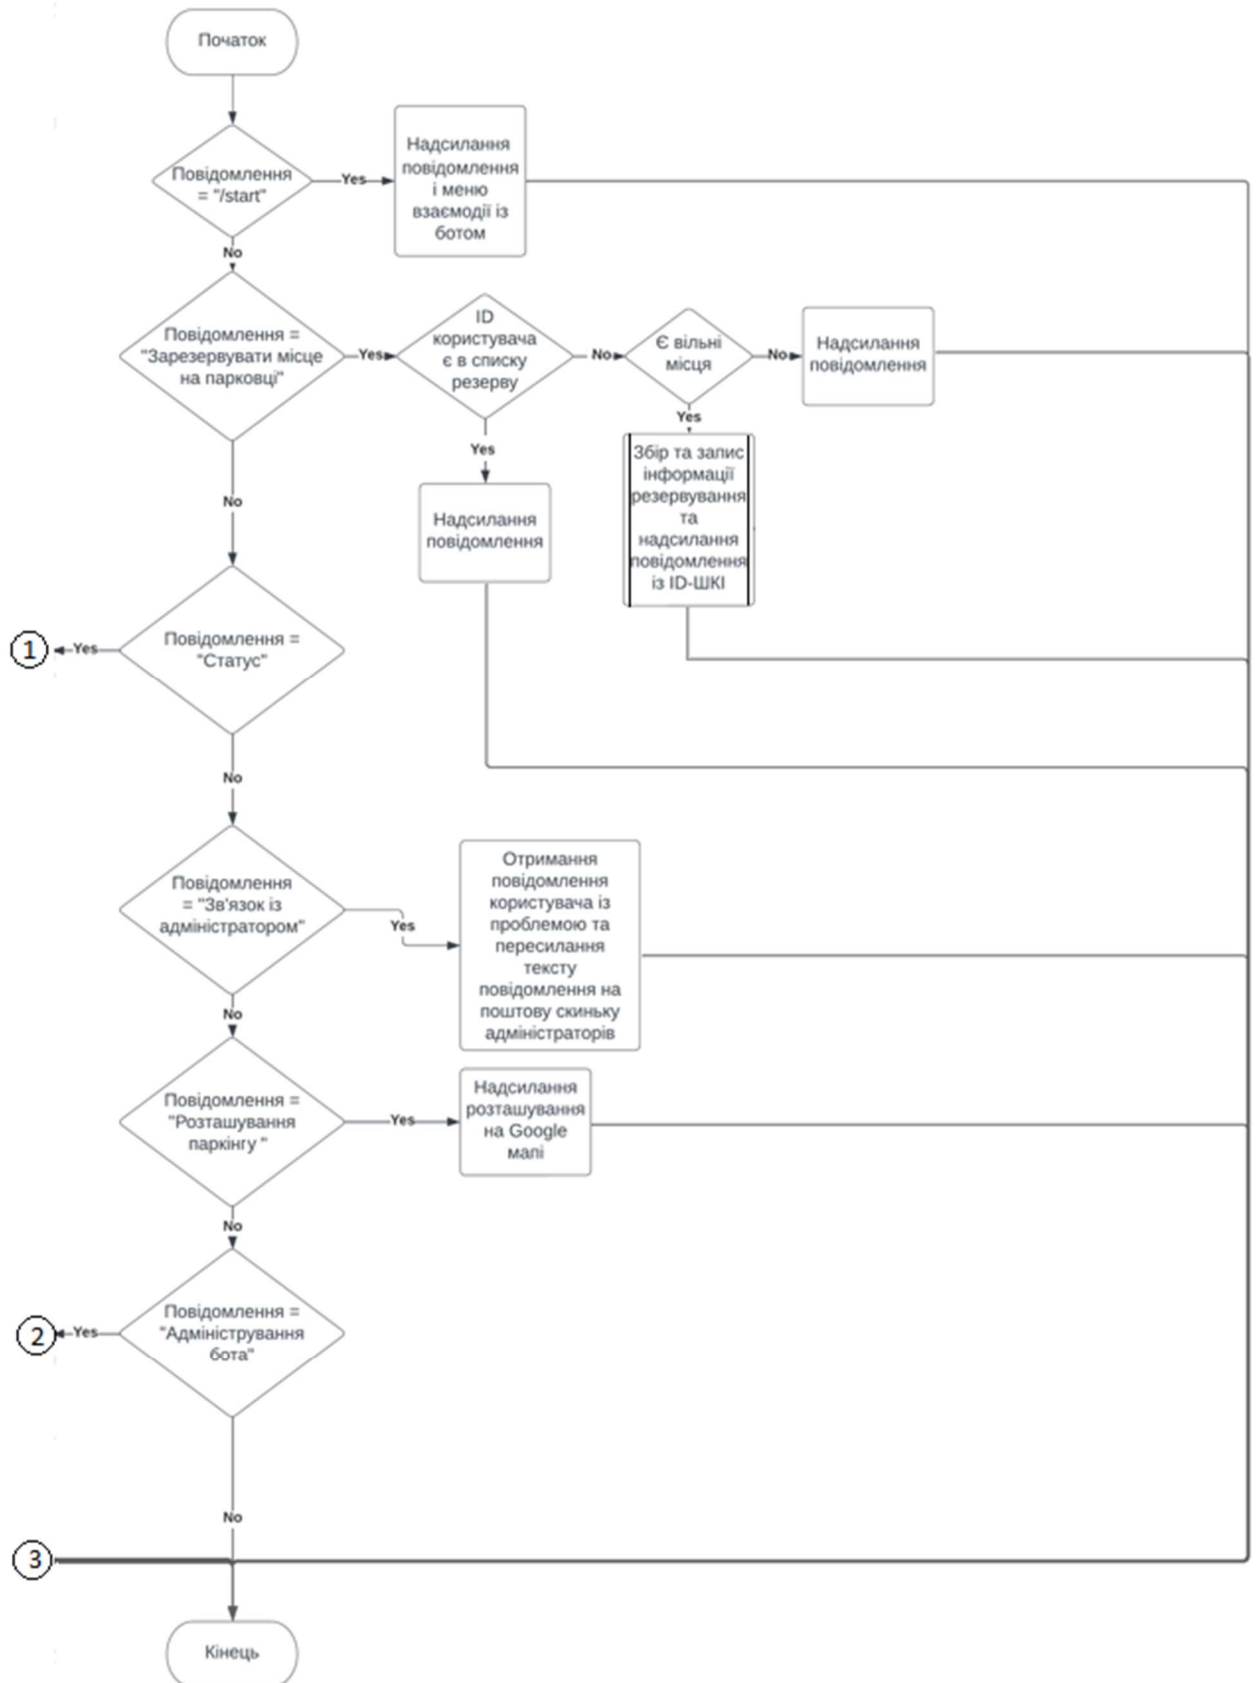 Початок
Повідомлення
= "/start"
Yes
Надсилання
повідомлення
і меню
взаємодії із
ботом
No
Повідомлення =
"Зарезервувати місце
на парковці"
Yes
ID
користувача
є в списку
резерву
No
Є вільні
місця
No
Надсилання
повідомлення
Yes
Надсилання
повідомлення
Yes
Збір та запис
інформації
резервування
та
надсилання
повідомлення
із ID-ШКІ
No
1
Yes
Повідомлення =
"Статус"
No
Повідомлення
= "Зв'язок із
адміністратором"
Yes
Отримання
повідомлення
користувача із
проблемою та
пересилання
тексту
повідомлення на
поштову скиньку
адміністраторів
No
Повідомлення =
"Розташування
паркінгу "
Yes
Надсилання
розташування
на Google
мапі
No
2
Yes
Повідомлення =
"Адміністрування
бота"
No
3
Кінець